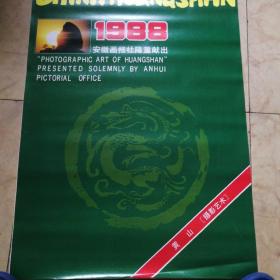 CHINA HUANGSHAN
1988
安徽画报社隆重献出
"PHOTOGRAPHIC ART OF HUANGSHAN"
PRESENTED SOLEMNLY BY ANHUI
PICTORIAL OFFICE
黄山（摄影艺术）